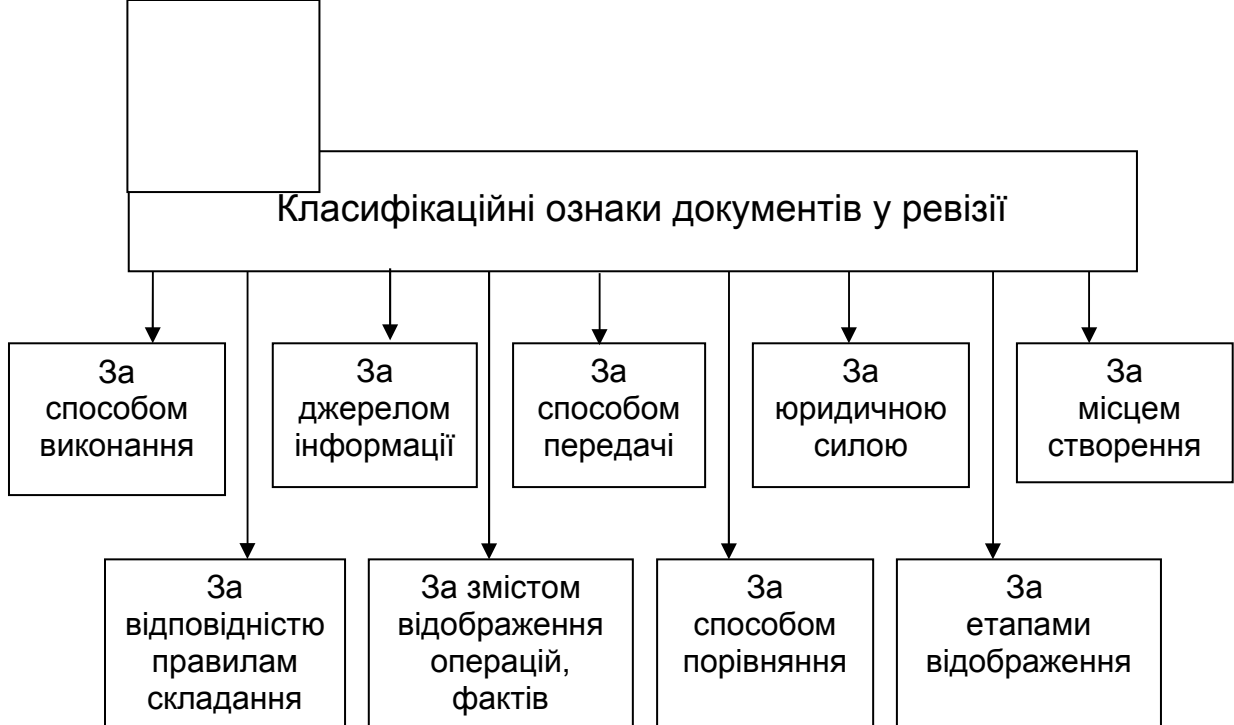 Класифікаційні ознаки документів у ревізії
За
способом
виконання
За
джерелом
інформації
За
способом
передачі
За
юридичною
силою
За
місцем
створення
За
відповідністю
правилам
складання
За змістом
відображення
операцій,
фактів
За
способом
порівняння
За
етапами
відображення